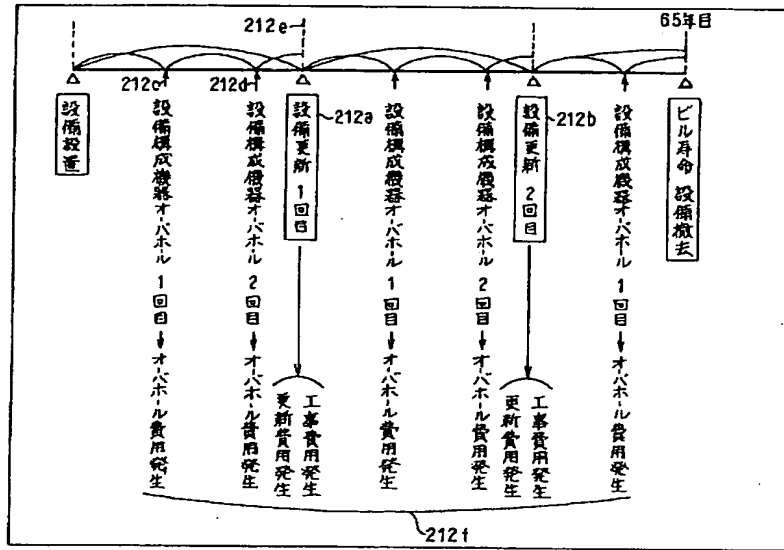 212e
65年目
212c
212d
設備設置
設備構成機器オーバホール 1回目→オーバホール費用発生
設備構成機器オーバホール 2回目→オーバホール費用発生
設備更新 1回目
212a
工事費用発生
更新費用発生
設備構成機器オーバホール 1回目→オーバホール費用発生
設備構成機器オーバホール 2回目→オーバホール費用発生
設備更新 2回目
212b
工事費用発生
更新費用発生
設備構成機器オーバホール 1回目→オーバホール費用発生
ビル寿命 設備撤去
212f